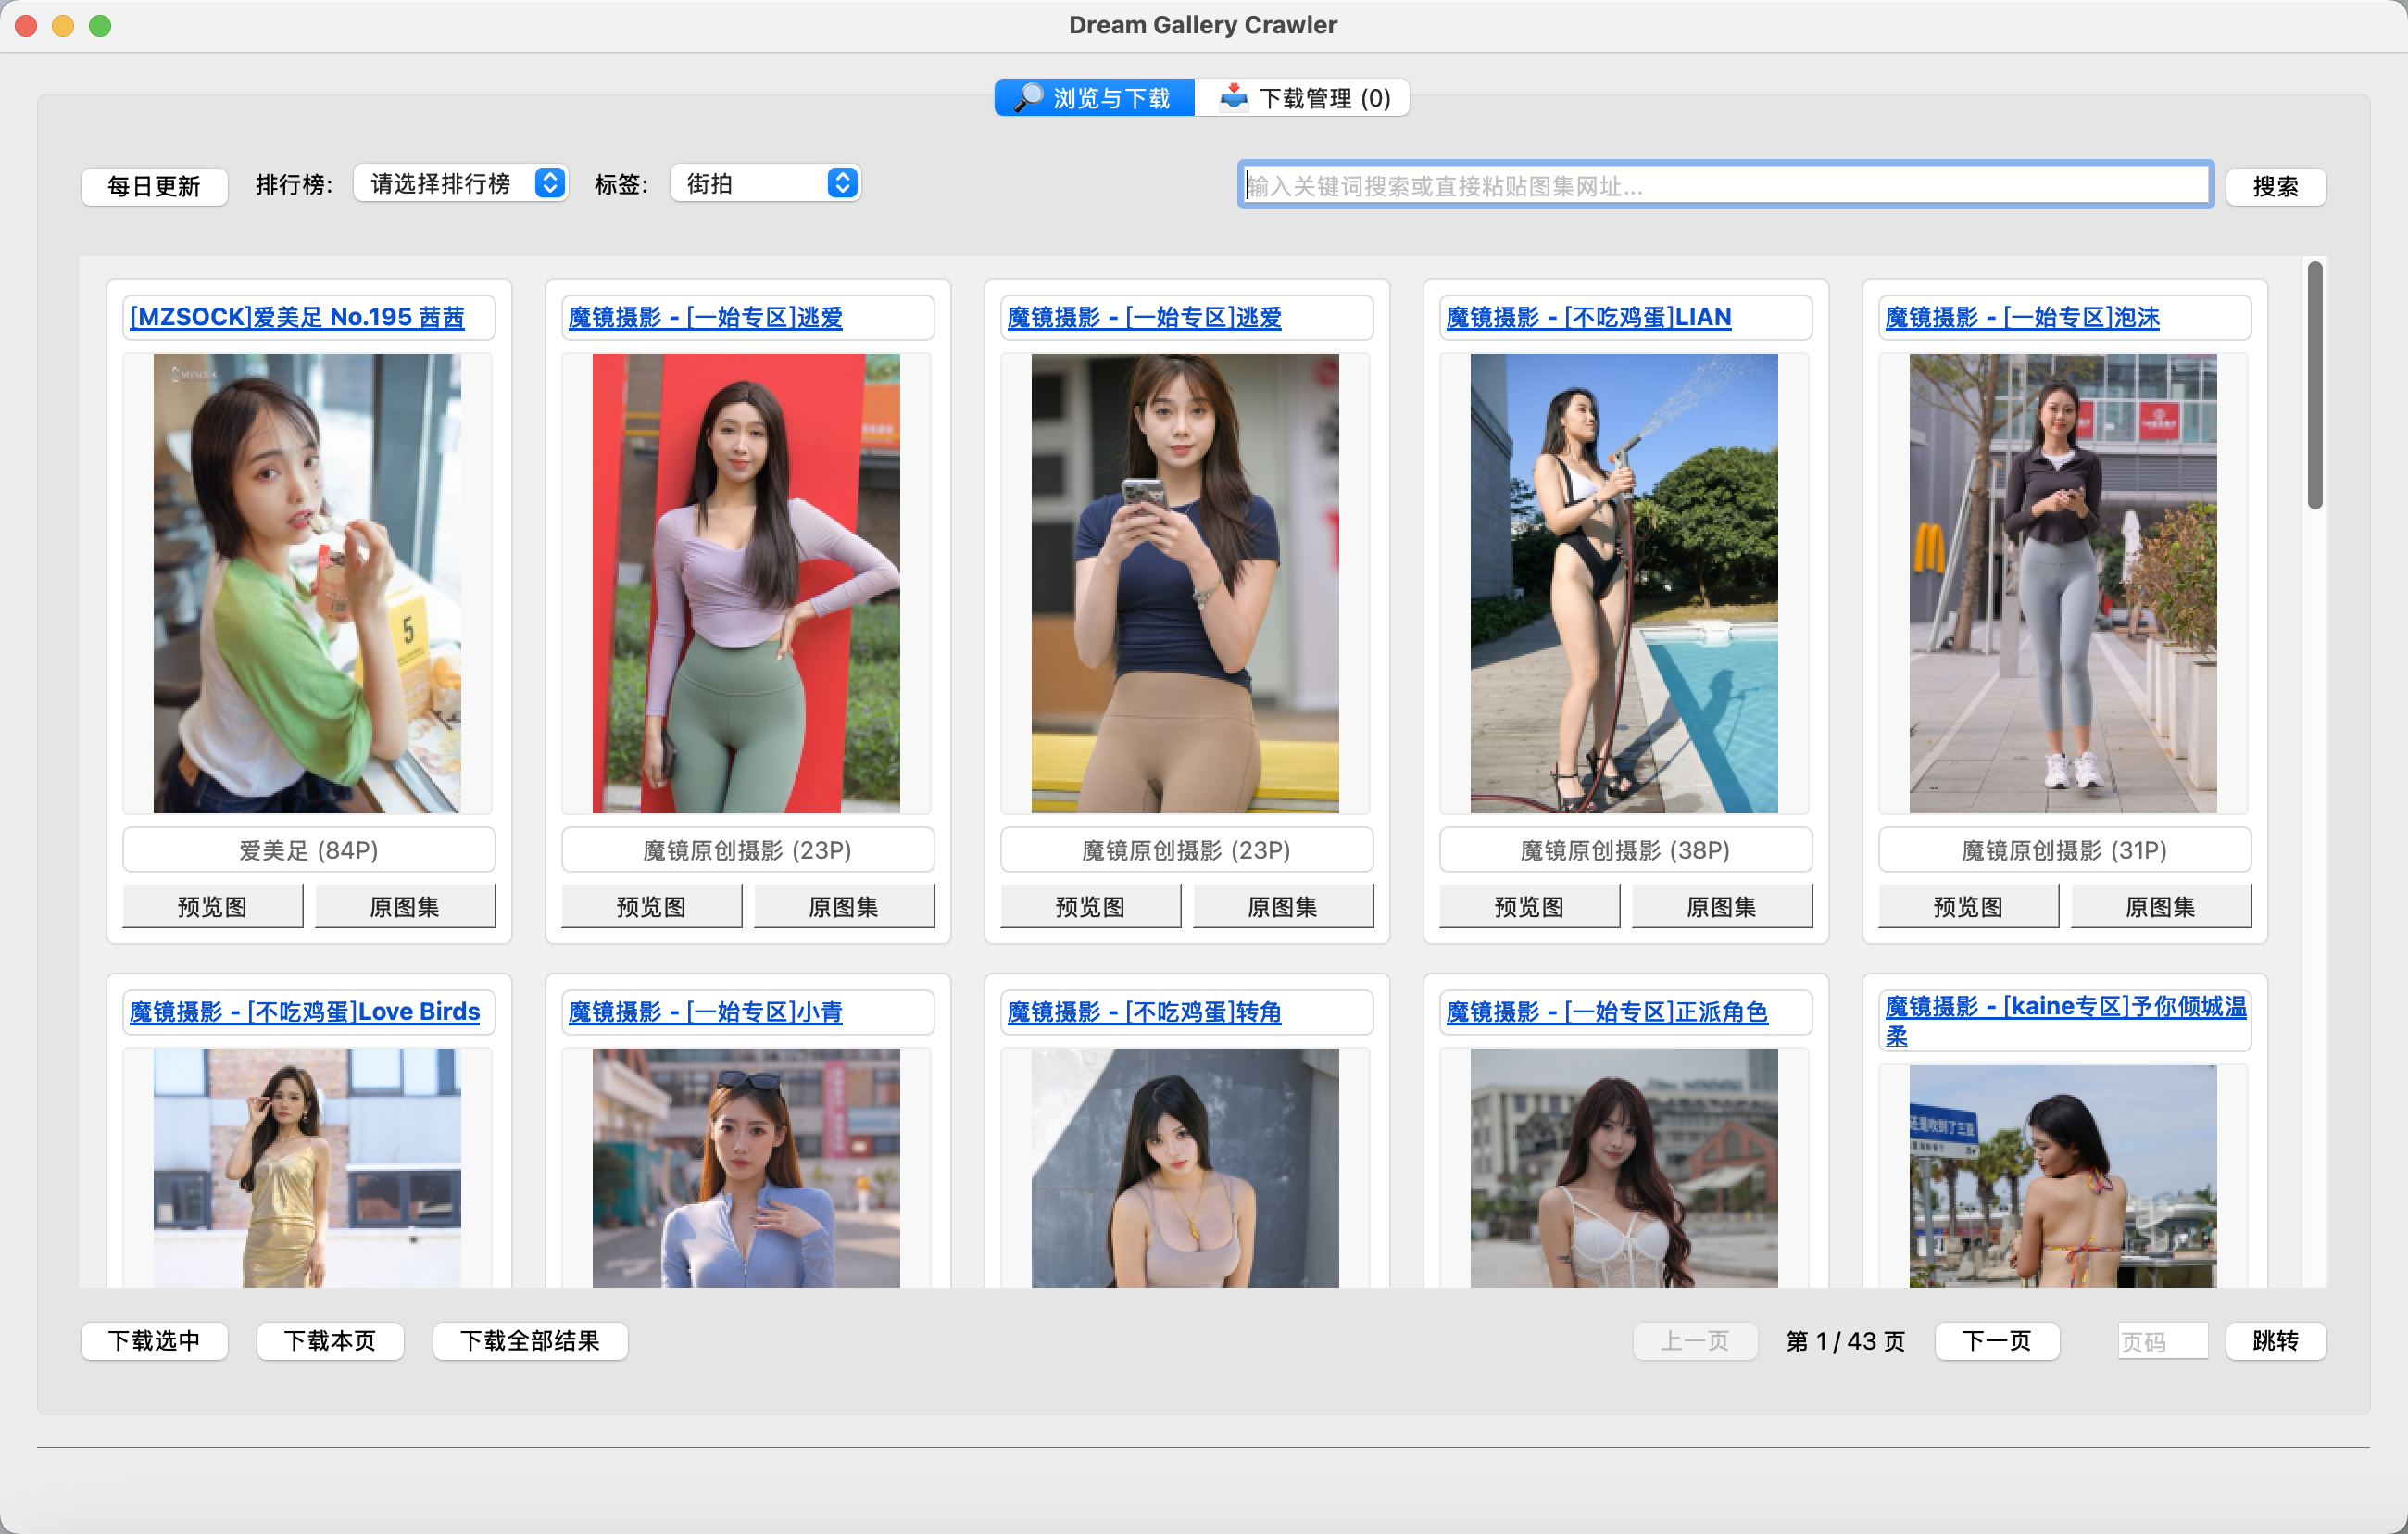 Dream Gallery Crawler
浏览与下载
下载管理 (0)
每日更新
排行榜:
请选择排行榜
标签:
街拍
输入关键词搜索或直接粘贴图集网址...
搜索
[MZSOCK]爱美足 No.195 茜茜
魔镜摄影 - [一始专区]逃爱
魔镜摄影 - [一始专区]逃爱
魔镜摄影 - [不吃鸡蛋]LIAN
魔镜摄影 - [一始专区]泡沫
5
爱美足 (84P)
魔镜原创摄影 (23P)
魔镜原创摄影 (23P)
魔镜原创摄影 (38P)
魔镜原创摄影 (31P)
预览图
原图集
预览图
原图集
预览图
原图集
预览图
原图集
预览图
原图集
魔镜摄影 - [不吃鸡蛋]Love Birds
魔镜摄影 - [一始专区]小青
魔镜摄影 - [不吃鸡蛋]转角
魔镜摄影 - [一始专区]正派角色
魔镜摄影 - [kaine专区]予你倾城温
柔
还是吹到了三亚
下载选中
下载本页
下载全部结果
上一页
第 1 / 43 页
下一页
页码
跳转